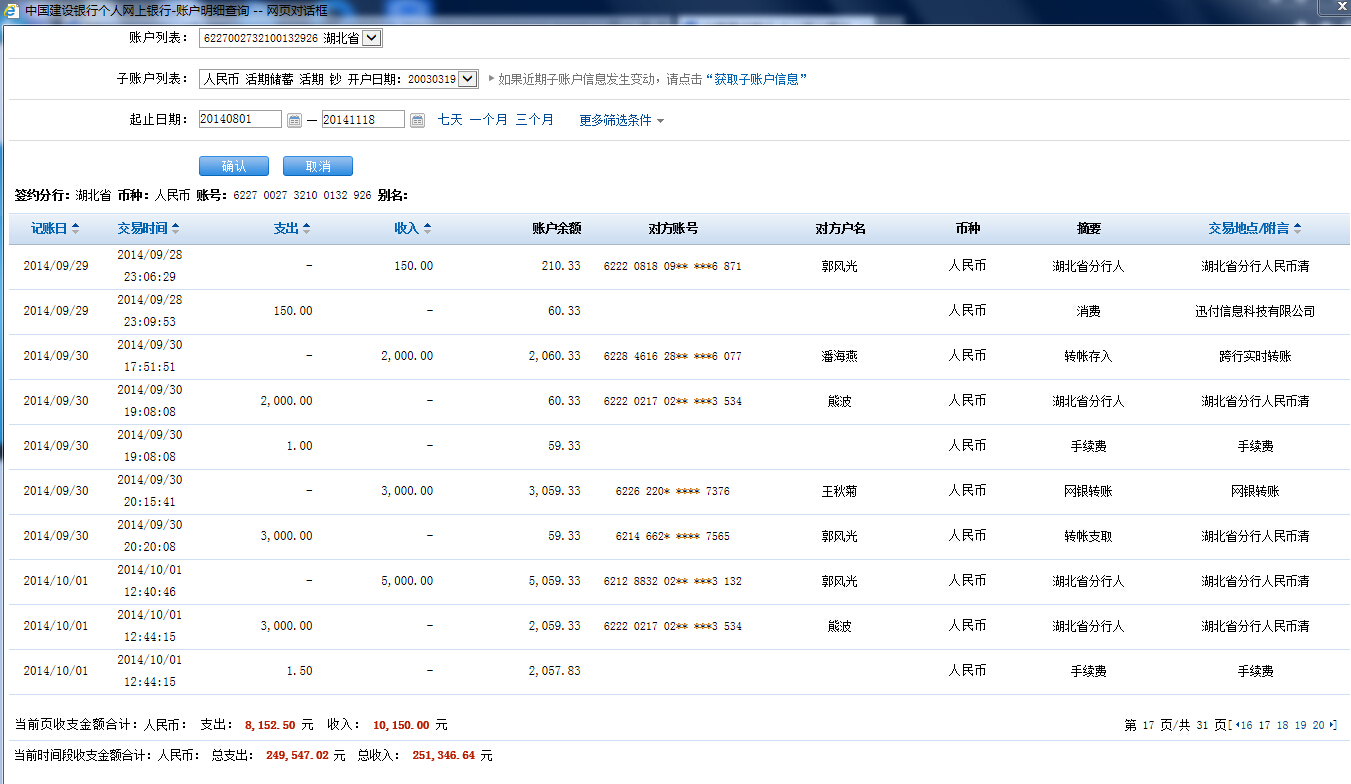 中国建设银行个人网上银行-账户明细查询 -- 网页对话框
账户列表: 6227002732100132926 湖北省
子账户列表: 人民币 活期储蓄 活期 钞 开户日期: 20030319 如果近期子账户信息发生变动，请点击“获取子账户信息”
起止日期: 20140801 — 20141118 七天 一个月 三个月 更多筛选条件
确认 取消
签约分行: 湖北省 币种: 人民币 账号: 6227 0027 3210 0132 926 别名:
记账日 交易时间 支出 收入 账户余额 对方账号 对方户名 币种 摘要 交易地点/附言
2014/09/29 2014/09/28 23:06:29 - 150.00 210.33 6222 0818 09** ***6 871 郭风光 人民币 湖北省分行人 湖北省分行人民币清
2014/09/29 2014/09/28 23:09:53 150.00 - 60.33 人民币 消费 迅付信息科技有限公司
2014/09/30 2014/09/30 17:51:51 - 2,000.00 2,060.33 6228 4616 28** ***6 077 潘海燕 人民币 转帐存入 跨行实时转账
2014/09/30 2014/09/30 19:08:08 2,000.00 - 60.33 6222 0217 02** ***3 534 熊波 人民币 湖北省分行人 湖北省分行人民币清
2014/09/30 2014/09/30 19:08:08 1.00 - 59.33 人民币 手续费 手续费
2014/09/30 2014/09/30 20:15:41 - 3,000.00 3,059.33 6226 220* **** 7376 王秋菊 人民币 网银转账 网银转账
2014/09/30 2014/09/30 20:20:08 3,000.00 - 59.33 6214 662* **** 7565 郭风光 人民币 转帐支取 湖北省分行人民币清
2014/10/01 2014/10/01 12:40:46 - 5,000.00 5,059.33 6212 8832 02** ***3 132 郭风光 人民币 湖北省分行人 湖北省分行人民币清
2014/10/01 2014/10/01 12:44:15 3,000.00 - 2,059.33 6222 0217 02** ***3 534 熊波 人民币 湖北省分行人 湖北省分行人民币清
2014/10/01 2014/10/01 12:44:15 1.50 - 2,057.83 人民币 手续费 手续费
当前页收支金额合计: 人民币: 支出: 8,152.50 元 收入: 10,150.00 元 第 17 页/共 31 页[ 16 17 18 19 20 ]
当前时间段收支金额合计: 人民币: 总支出: 249,547.02 元 总收入: 251,346.64 元